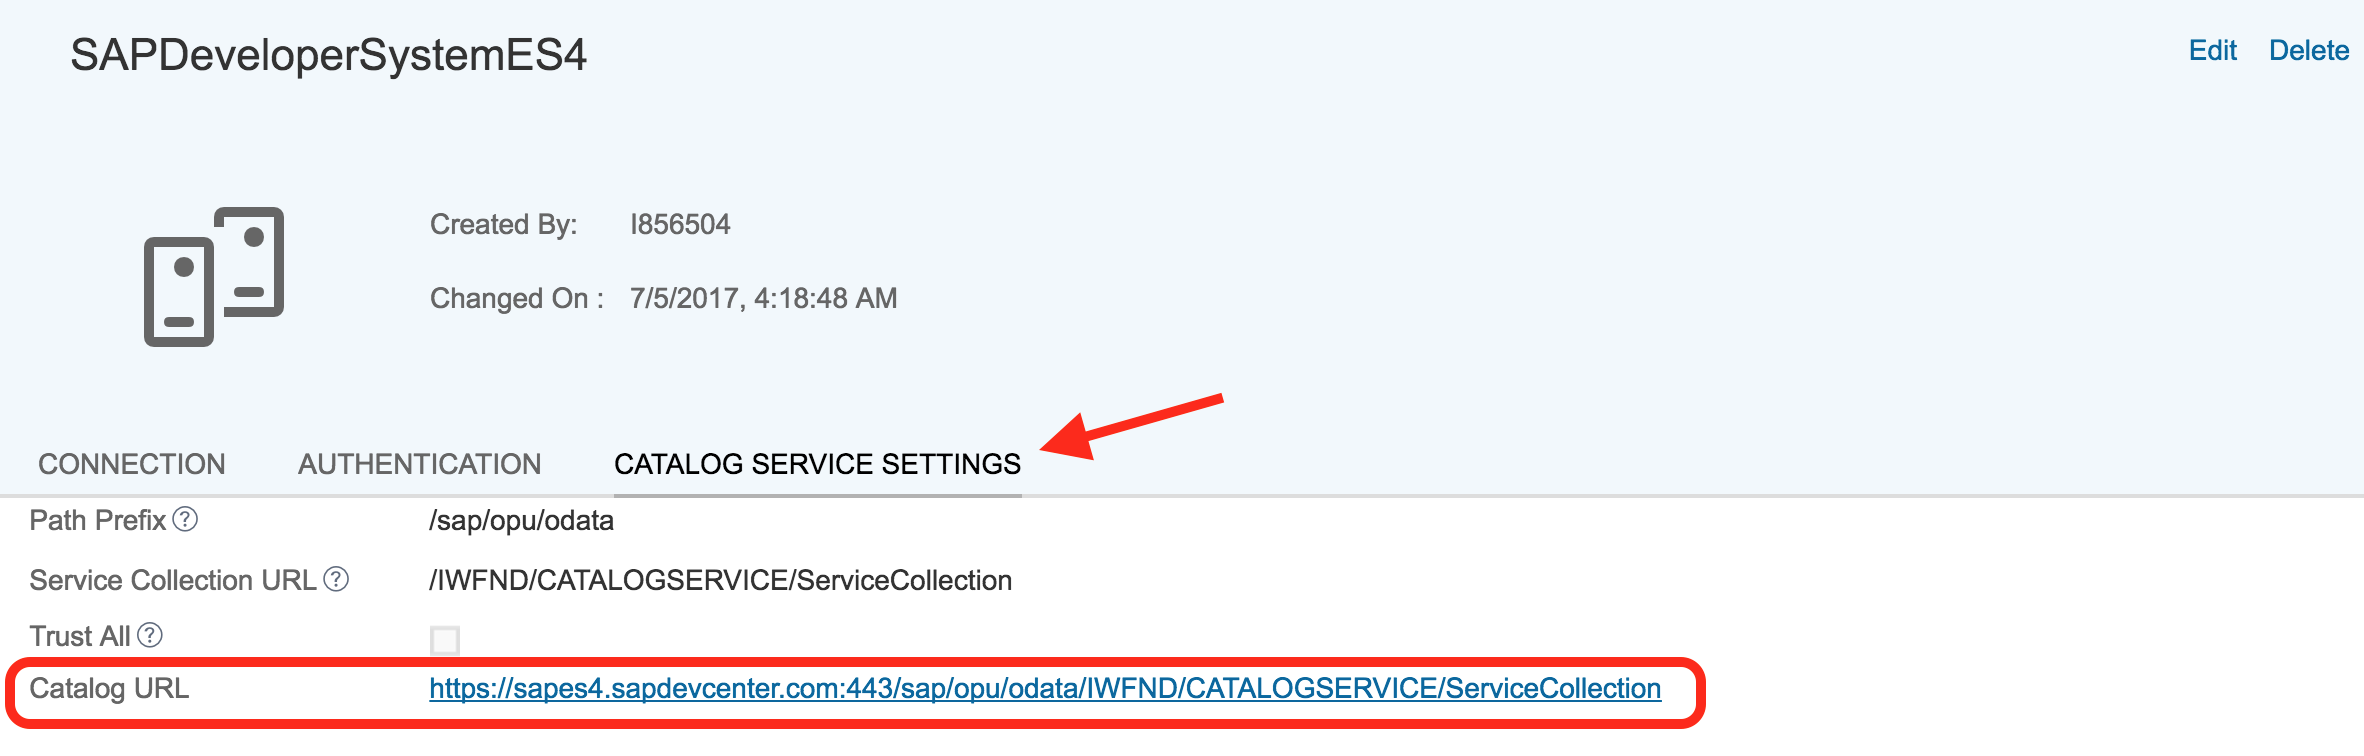 SAPDeveloperSystemES4
Edit Delete
Created By: I856504
Changed On : 7/5/2017, 4:18:48 AM
CONNECTION AUTHENTICATION CATALOG SERVICE SETTINGS
Path Prefix ? /sap/opu/odata
Service Collection URL ? /IWFND/CATALOGSERVICE/ServiceCollection
Trust All ?
Catalog URL https://sapes4.sapdevcenter.com:443/sap/opu/odata/IWFND/CATALOGSERVICE/ServiceCollection